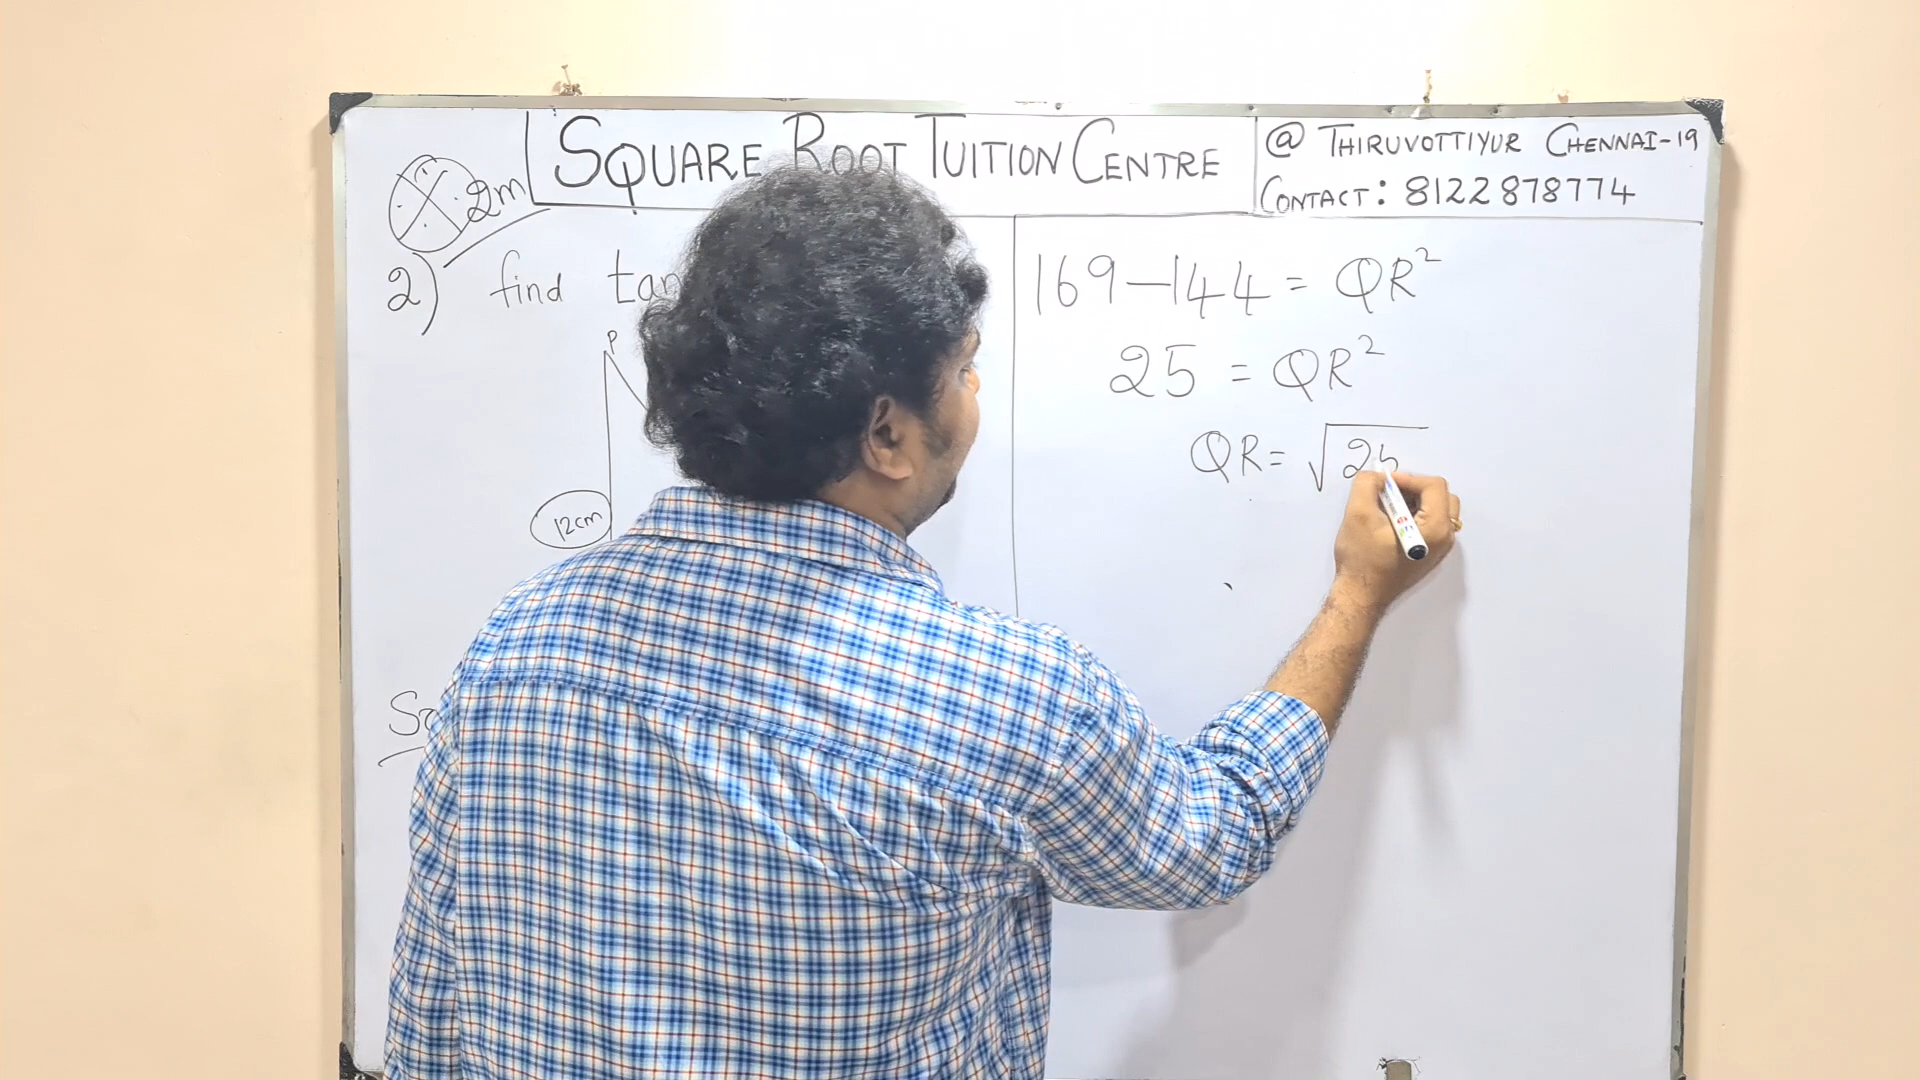 SQUARE ROOT TUITION CENTRE
@ THIRUVOTTIYUR CHENNAI-19
CONTACT: 8122878774
2m
2) find tan
P
12cm
169-144 = QR²
25 = QR²
QR = √25